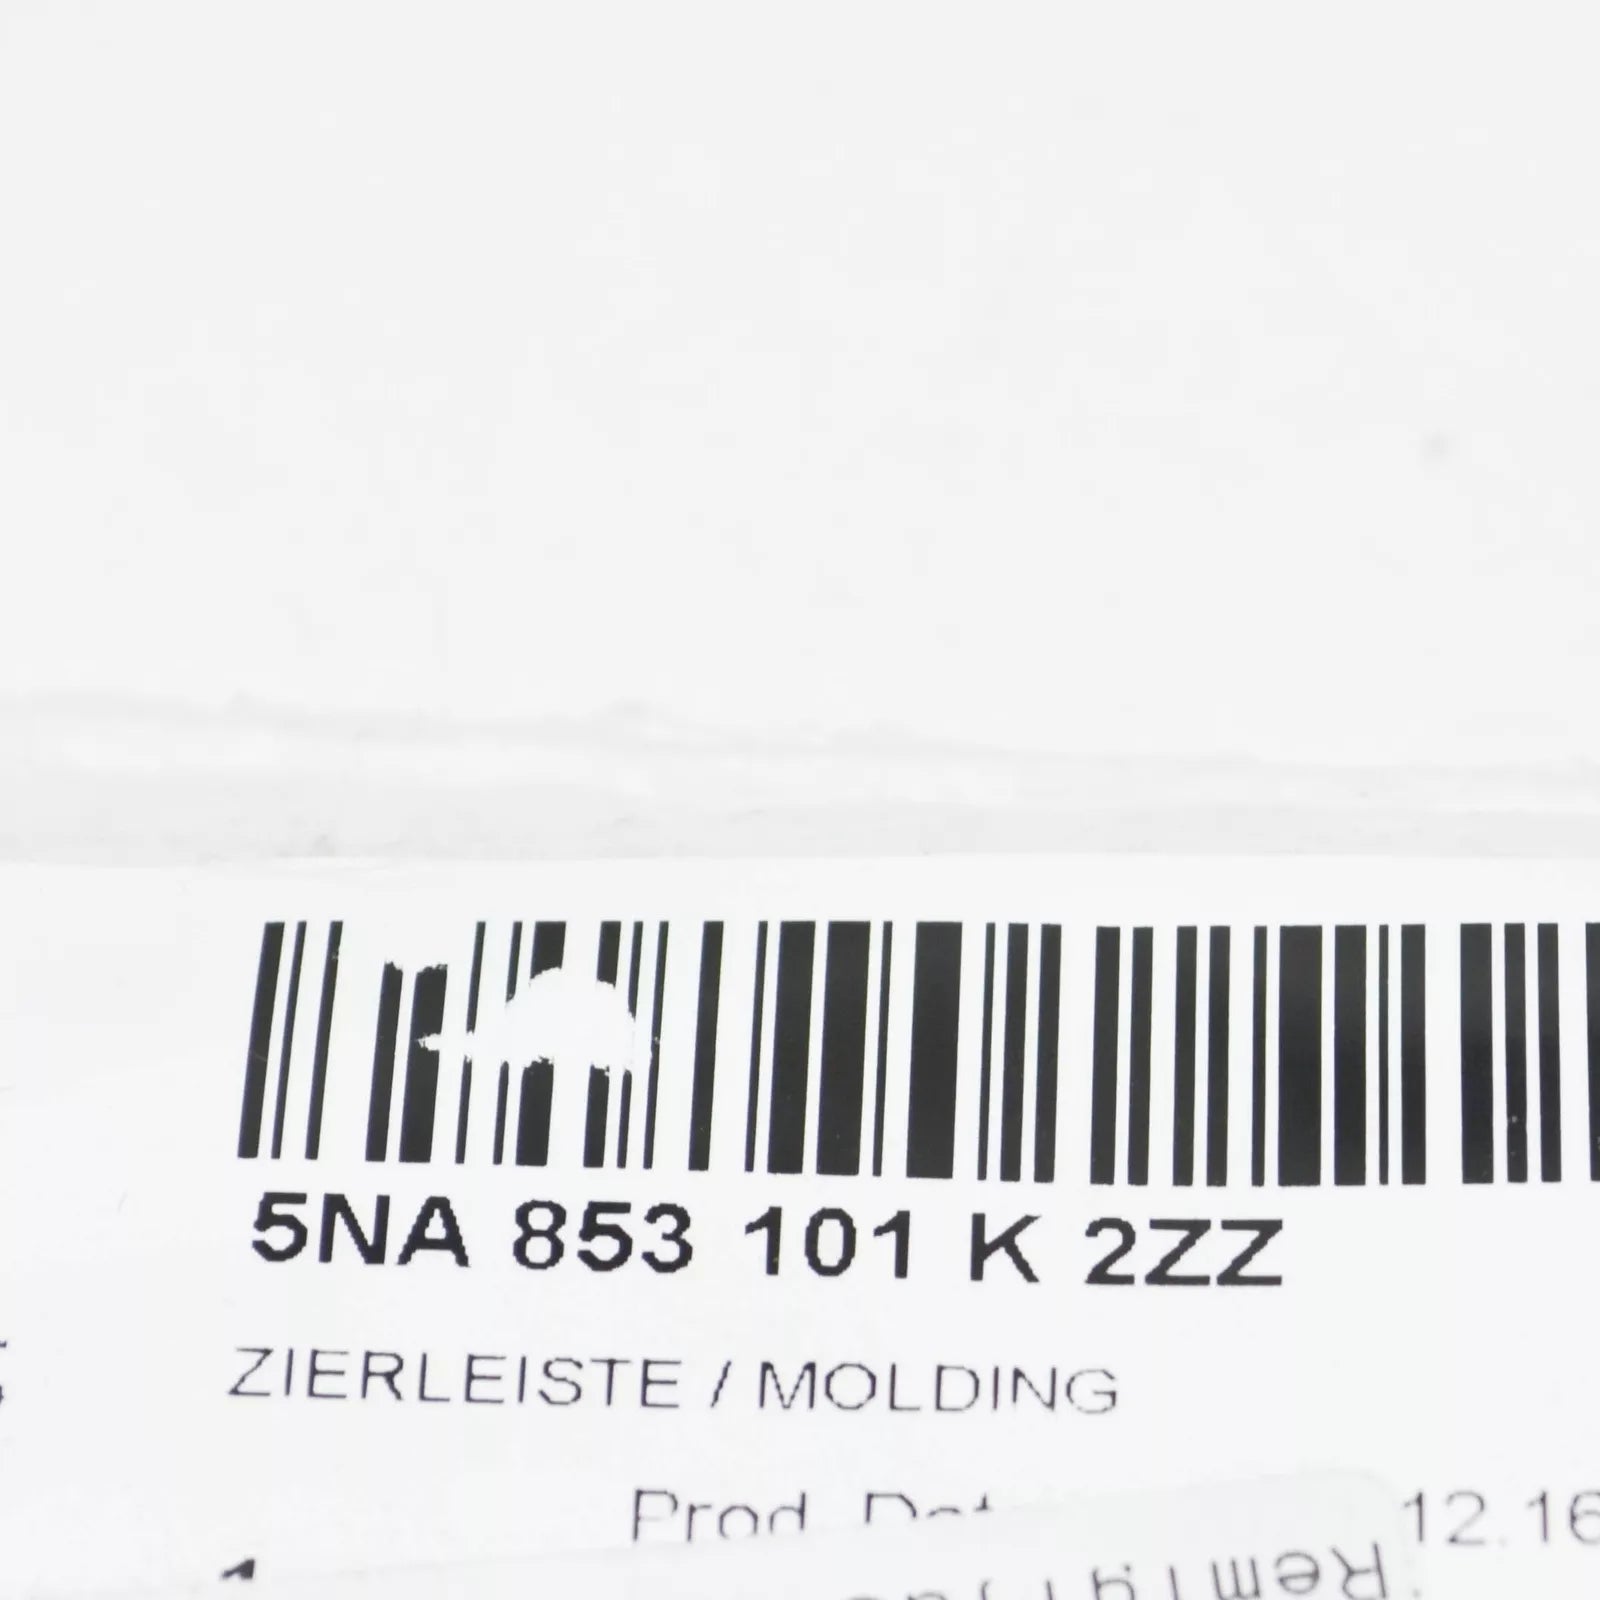 5NA 853 101 K 2ZZ
ZIERLEISTE / MOLDING
Prod. 12.16